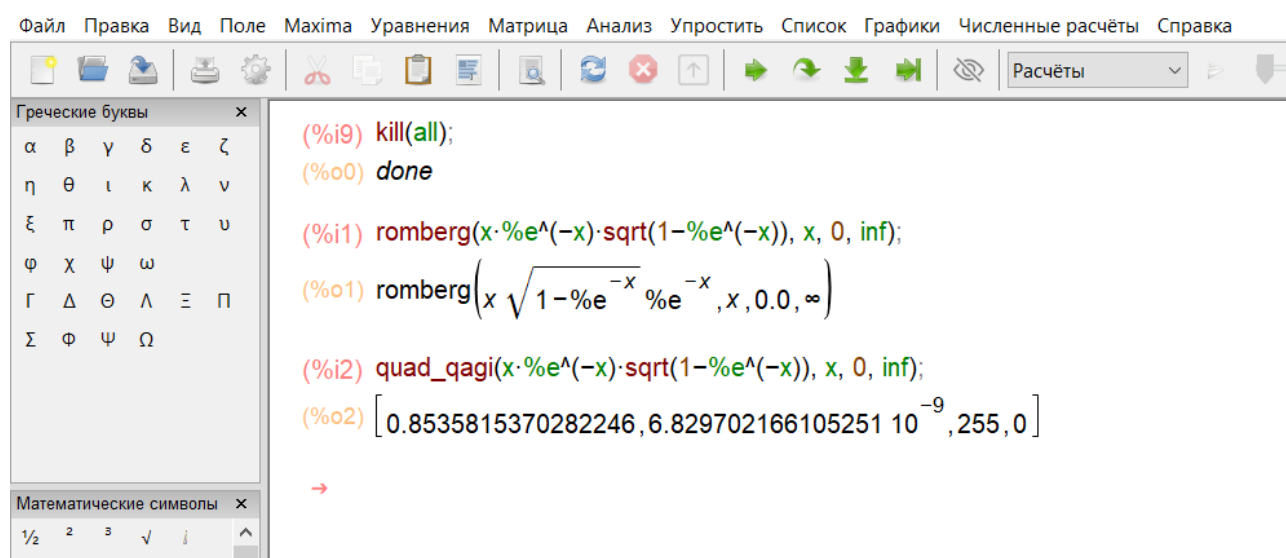 Файл Правка Вид Поле Maxima Уравнения Матрица Анализ Упростить Список Графики Численные расчёты Справка
Расчёты
Греческие буквы ×
α β γ δ ε ζ
η θ ι κ λ ν
ξ π ρ σ τ υ
φ χ ψ ω
Γ Δ Θ Λ Ξ Π
Σ Φ Ψ Ω
Математические символы ×
½ ² ³ √ i
(%i9) kill(all);
(%o0) done
(%i1) romberg(x·%e^(−x)·sqrt(1−%e^(−x)), x, 0, inf);
(%o1) romberg(x √(1−%e^−x) %e^−x , x , 0.0 , ∞)
(%i2) quad_qagi(x·%e^(−x)·sqrt(1−%e^(−x)), x, 0, inf);
(%o2) [0.8535815370282246,6.829702166105251 10^−9,255,0]